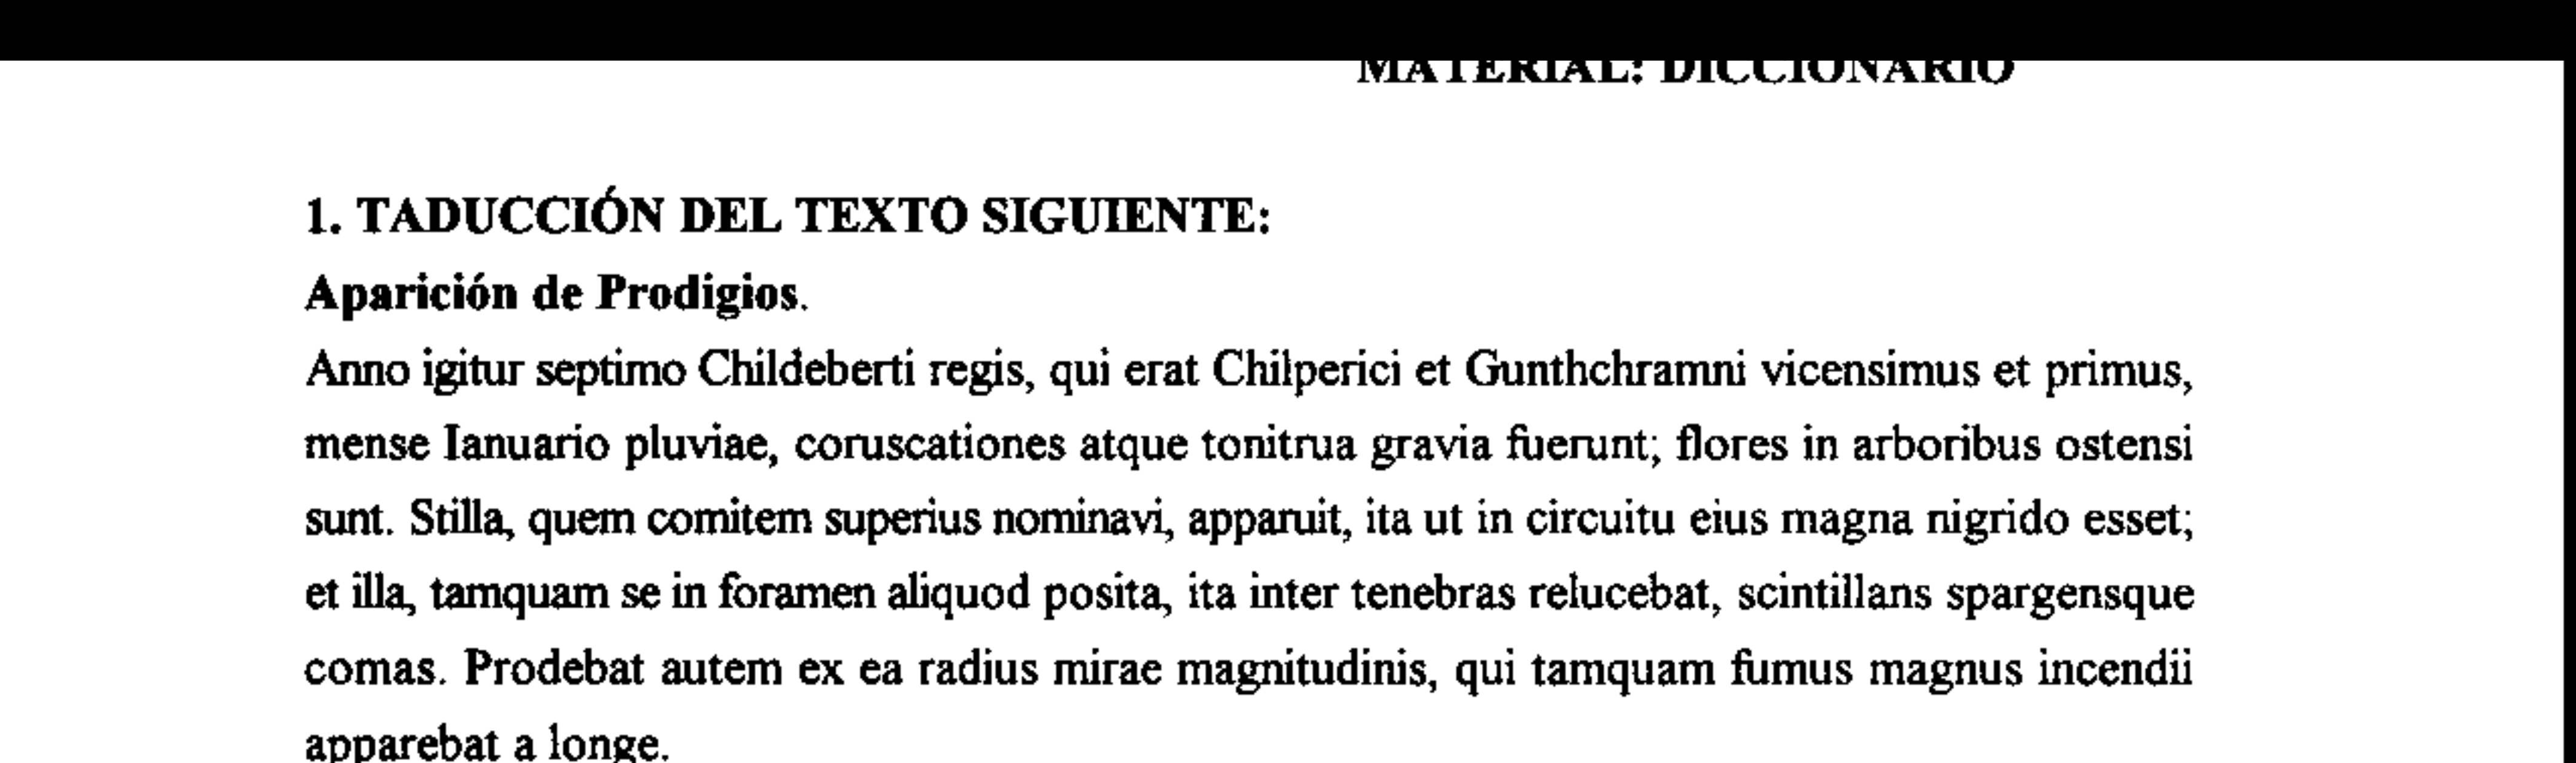 MATERIAL: DICCIONARIO
1. TADUCCIÓN DEL TEXTO SIGUIENTE:
Aparición de Prodigios.
Anno igitur septimo Childeberti regis, qui erat Chilperici et Gunthchramni vicensimus et primus,
mense Ianuario pluviae, coruscationes atque tonitrua gravia fuerunt; flores in arboribus ostensi
sunt. Stilla, quem comitem superius nominavi, apparuit, ita ut in circuitu eius magna nigrido esset;
et illa, tamquam se in foramen aliquod posita, ita inter tenebras relucebat, scintillans spargensque
comas. Prodebat autem ex ea radius mirae magnitudinis, qui tamquam fumus magnus incendii
apparebat a longe.